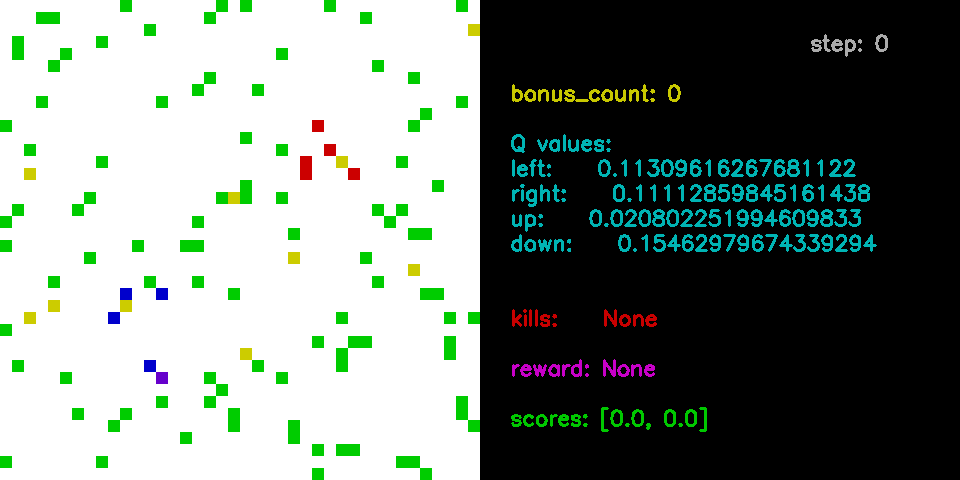 step: 0
bonus_count: 0
Q values:
left: 0.11309616267681122
right: 0.11112859845161438
up: 0.020802251994609833
down: 0.15462979674339294
kills: None
reward: None
scores: [0.0, 0.0]